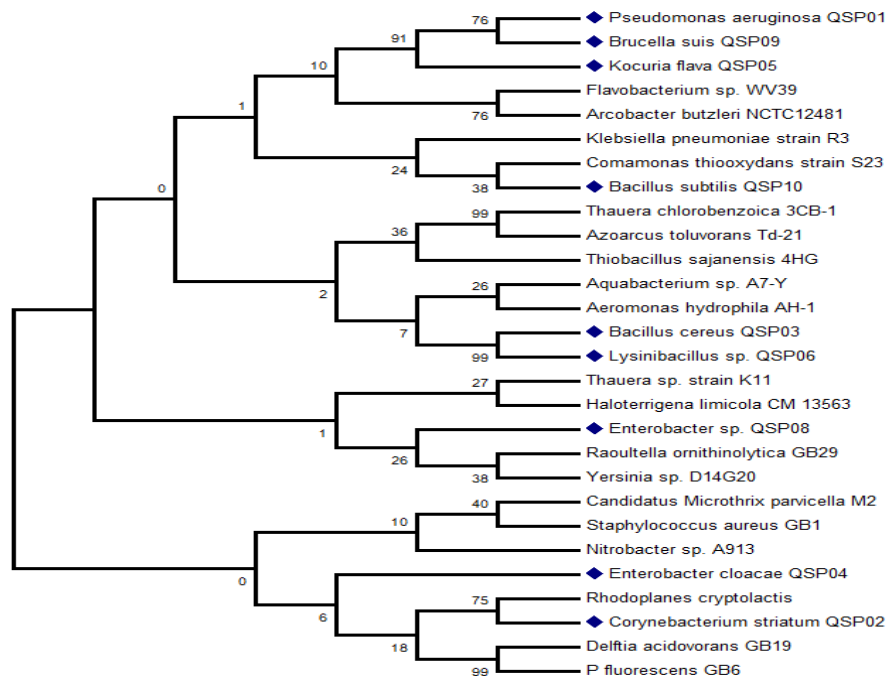 76
Pseudomonas aeruginosa QSP01
91
Brucella suis QSP09
10
Kocuria flava QSP05
Flavobacterium sp. WV39
1
76
Arcobacter butzleri NCTC12481
Klebsiella pneumoniae strain R3
24
Comamonas thiooxydans strain S23
0
38
Bacillus subtilis QSP10
99
Thauera chlorobenzoica 3CB-1
36
Azoarcus toluvorans Td-21
Thiobacillus sajanensis 4HG
2
26
Aquabacterium sp. A7-Y
7
Aeromonas hydrophila AH-1
Bacillus cereus QSP03
99
Lysinibacillus sp. QSP06
27
Thauera sp. strain K11
Haloterrigena limicola CM 13563
1
Enterobacter sp. QSP08
26
Raoultella ornithinolytica GB29
38
Yersinia sp. D14G20
40
Candidatus Microthrix parvicella M2
10
Staphylococcus aureus GB1
Nitrobacter sp. A913
0
Enterobacter cloacae QSP04
6
75
Rhodoplanes cryptolactis
Corynebacterium striatum QSP02
18
Delftia acidovorans GB19
99
P fluorescens GB6